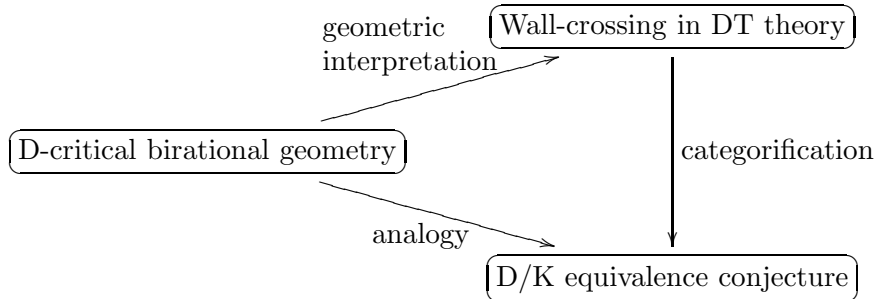 geometric
interpretation
Wall-crossing in DT theory
D-critical birational geometry
categorification
analogy
D/K equivalence conjecture